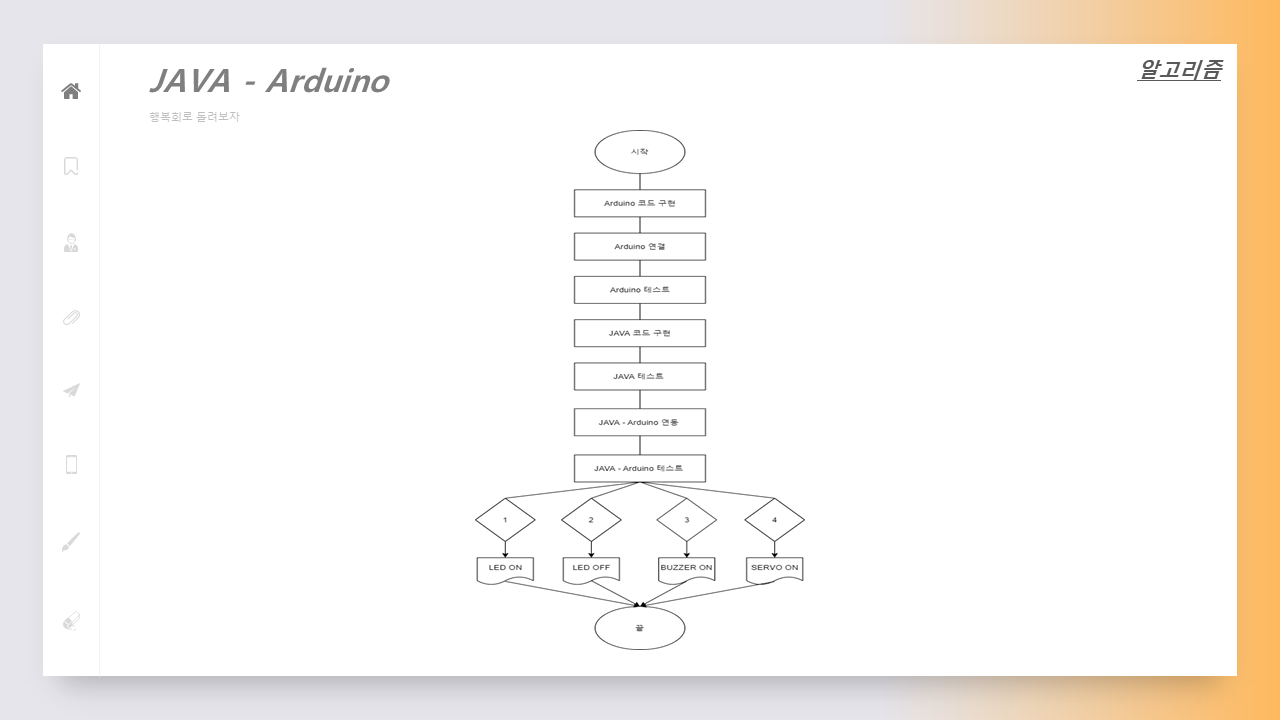 JAVA - Arduino
알고리즘
행복회로 돌려보자
시작
Arduino 코드 구현
Arduino 연결
Arduino 테스트
JAVA 코드 구현
JAVA 테스트
JAVA - Arduino 연동
JAVA - Arduino 테스트
1 2 3 4
LED ON LED OFF BUZZER ON SERVO ON
끝